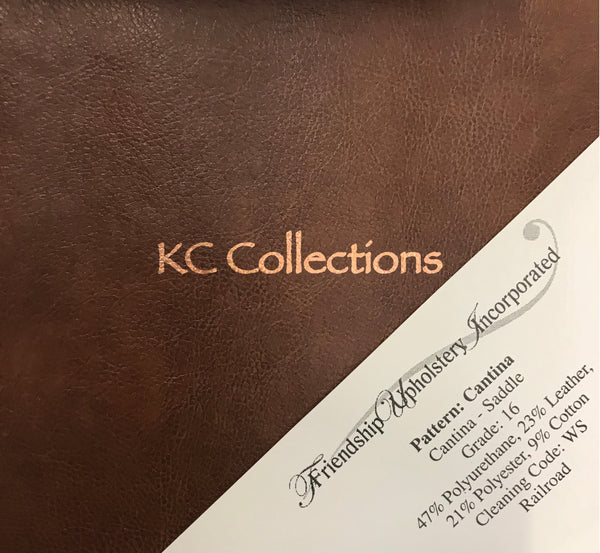 KC Collections
Friendship Upholstery Incorporated
Pattern: Cantina
Cantina - Saddle
Grade: 16
47% Polyurethane, 23% Leather,
21% Polyester, 9% Cotton
Cleaning Code: WS
Railroad